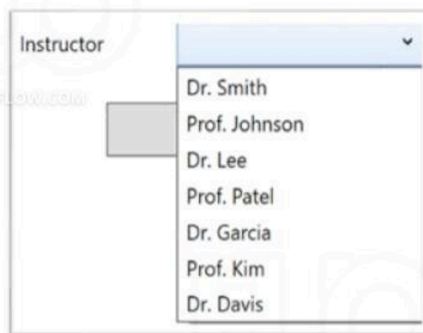 Instructor
Dr. Smith
Prof. Johnson
Dr. Lee
Prof. Patel
Dr. Garcia
Prof. Kim
Dr. Davis